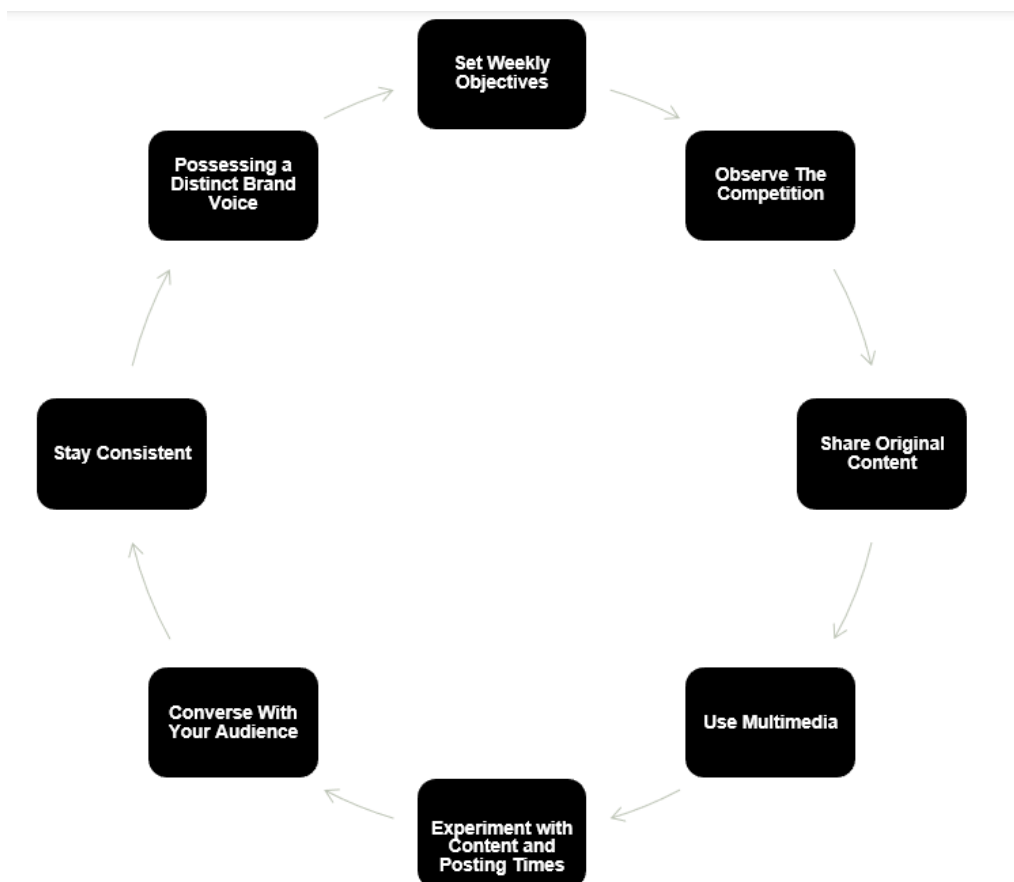 Set Weekly
Objectives
Observe The
Competition
Share Original
Content
Use Multimedia
Experiment with
Content and
Posting Times
Converse With
Your Audience
Stay Consistent
Possessing a
Distinct Brand
Voice